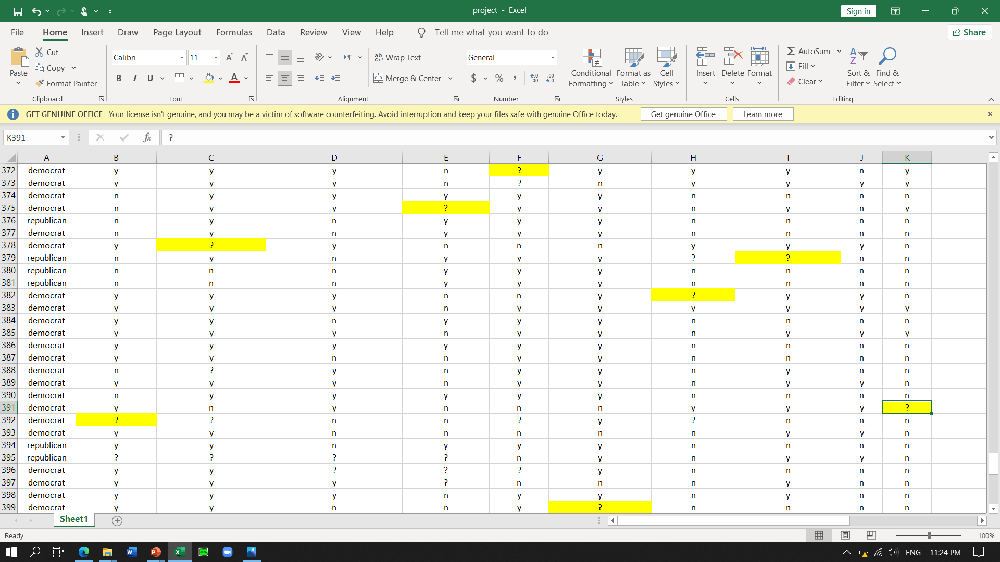 project - Excel
Sign in
File Home Insert Draw Page Layout Formulas Data Review View Help Tell me what you want to do
Share
Paste
Cut
Copy
Format Painter
Clipboard
Calibri 11
B I U
Font
Wrap Text
Merge & Center
Alignment
General
$ % ,
Number
Conditional Formatting
Format as Table
Cell Styles
Styles
Insert Delete Format
Cells
AutoSum
Fill
Clear
Sort & Filter
Find & Select
Editing
GET GENUINE OFFICE Your license isn't genuine, and you may be a victim of software counterfeiting. Avoid interruption and keep your files safe with genuine Office today. Get genuine Office Learn more
K391 fx ?
A B C D E F G H I J K
372 democrat y y y n ? y y y n y
373 democrat y y y n ? n y y y y
374 democrat n y y y y y n n n n
375 democrat n y y ? y y n y n y
376 republican n y n y y y n n n n
377 democrat n y n y y y n n n n
378 democrat y ? y n n n y y y n
379 republican n y n y y y ? ? n n
380 republican n n n y y y n n n n
381 republican n n n y y y n n n n
382 democrat y y y n n y ? y y n
383 democrat y y y n y y y y y y
384 democrat y y n y y y n n n n
385 democrat y y y n y y n y y y
386 democrat y y y y y y n n n n
387 democrat y y n n y y n n n n
388 democrat n ? y n y y n y n n
389 democrat y y y n y y n y y n
390 democrat n y y y y y n n n n
391 democrat y n y n n n y y y ?
392 democrat ? ? n n ? y ? n n n
393 democrat y y n n n n n y y n
394 republican y y n y y y n n n n
395 republican ? ? ? ? n y n y y n
396 democrat y y ? ? ? y n n n n
397 democrat y y y ? n n n y n n
398 democrat y y y n y y n y n n
399 democrat y y n n y ? n n n n
Sheet1
Ready
100%
ENG 11:24 PM